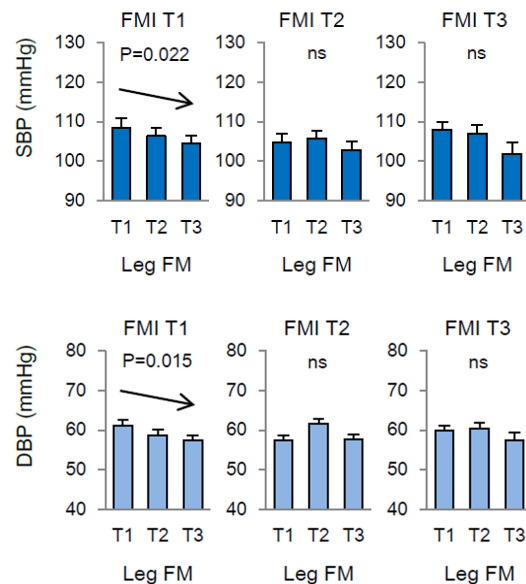 FMI T1 FMI T2 FMI T3
SBP (mmHg)
130 130 130
P=0.022 ns ns
120 120 120
110 110 110
100 100 100
90 90 90
T1 T2 T3 T1 T2 T3 T1 T2 T3
Leg FM Leg FM Leg FM
FMI T1 FMI T2 FMI T3
DBP (mmHg)
80 80 80
P=0.015 ns ns
70 70 70
60 60 60
50 50 50
40 40 40
T1 T2 T3 T1 T2 T3 T1 T2 T3
Leg FM Leg FM Leg FM